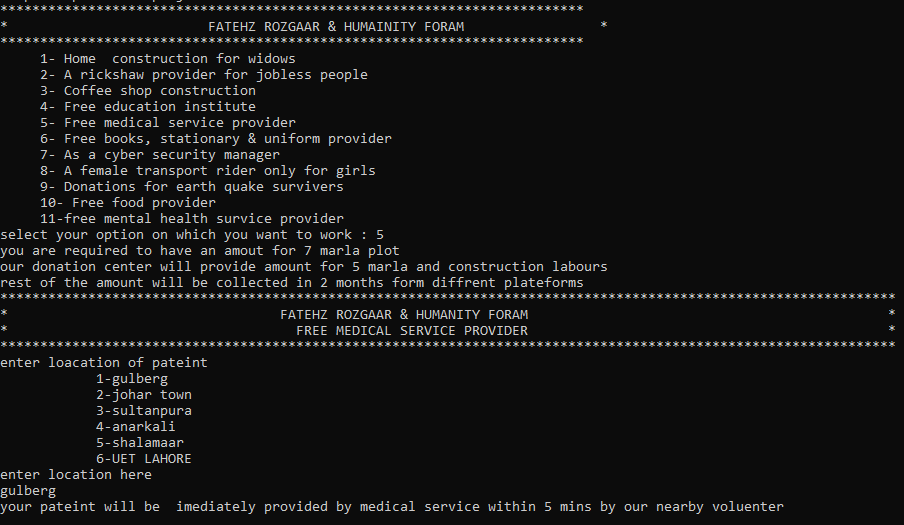 ************************************************************************
* FATEHZ ROZGAAR & HUMAINITY FORAM *
*************************************************************************
1- Home  construction for widows
2- A rickshaw provider for jobless people
3- Coffee shop construction
4- Free education institute
5- Free medical service provider
6- Free books, stationary & uniform provider
7- As a cyber security manager
8- A female transport rider only for girls
9- Donations for earth quake survivers
10- Free food provider
11-free mental health survice provider
select your option on which you want to work : 5
you are required to have an amout for 7 marla plot
our donation center will provide amount for 5 marla and construction labours
rest of the amount will be collected in 2 months form diffrent plateforms
****************************************************************************************************************
* FATEHZ ROZGAAR & HUMANITY FORAM *
* FREE MEDICAL SERVICE PROVIDER *
****************************************************************************************************************
enter loacation of pateint
1-gulberg
2-johar town
3-sultanpura
4-anarkali
5-shalamaar
6-UET LAHORE
enter location here
gulberg
your pateint will be  imediately provided by medical service within 5 mins by our nearby voluenter